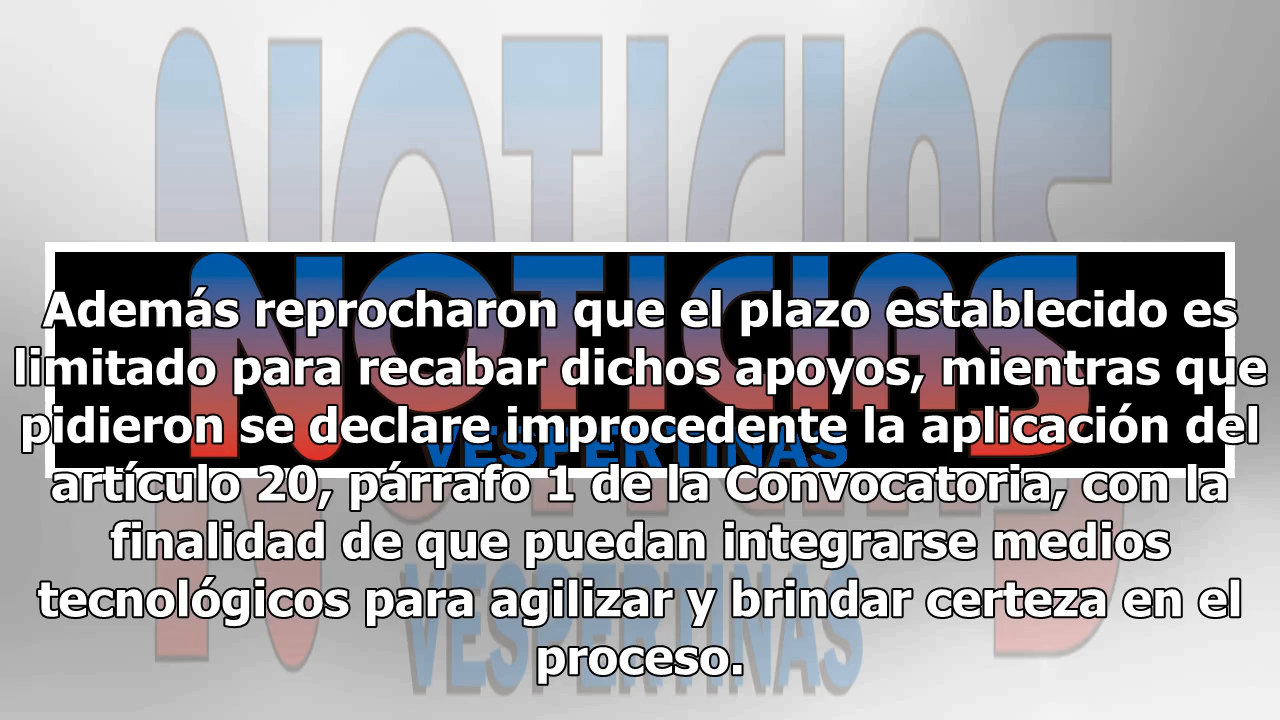 NOTICIAS
VESPERTINAS
NOTICIAS
VESPERTINAS
Además reprocharon que el plazo establecido es
limitado para recabar dichos apoyos, mientras que
pidieron se declare improcedente la aplicación del
artículo 20, párrafo 1 de la Convocatoria, con la
finalidad de que puedan integrarse medios
tecnológicos para agilizar y brindar certeza en el
proceso.